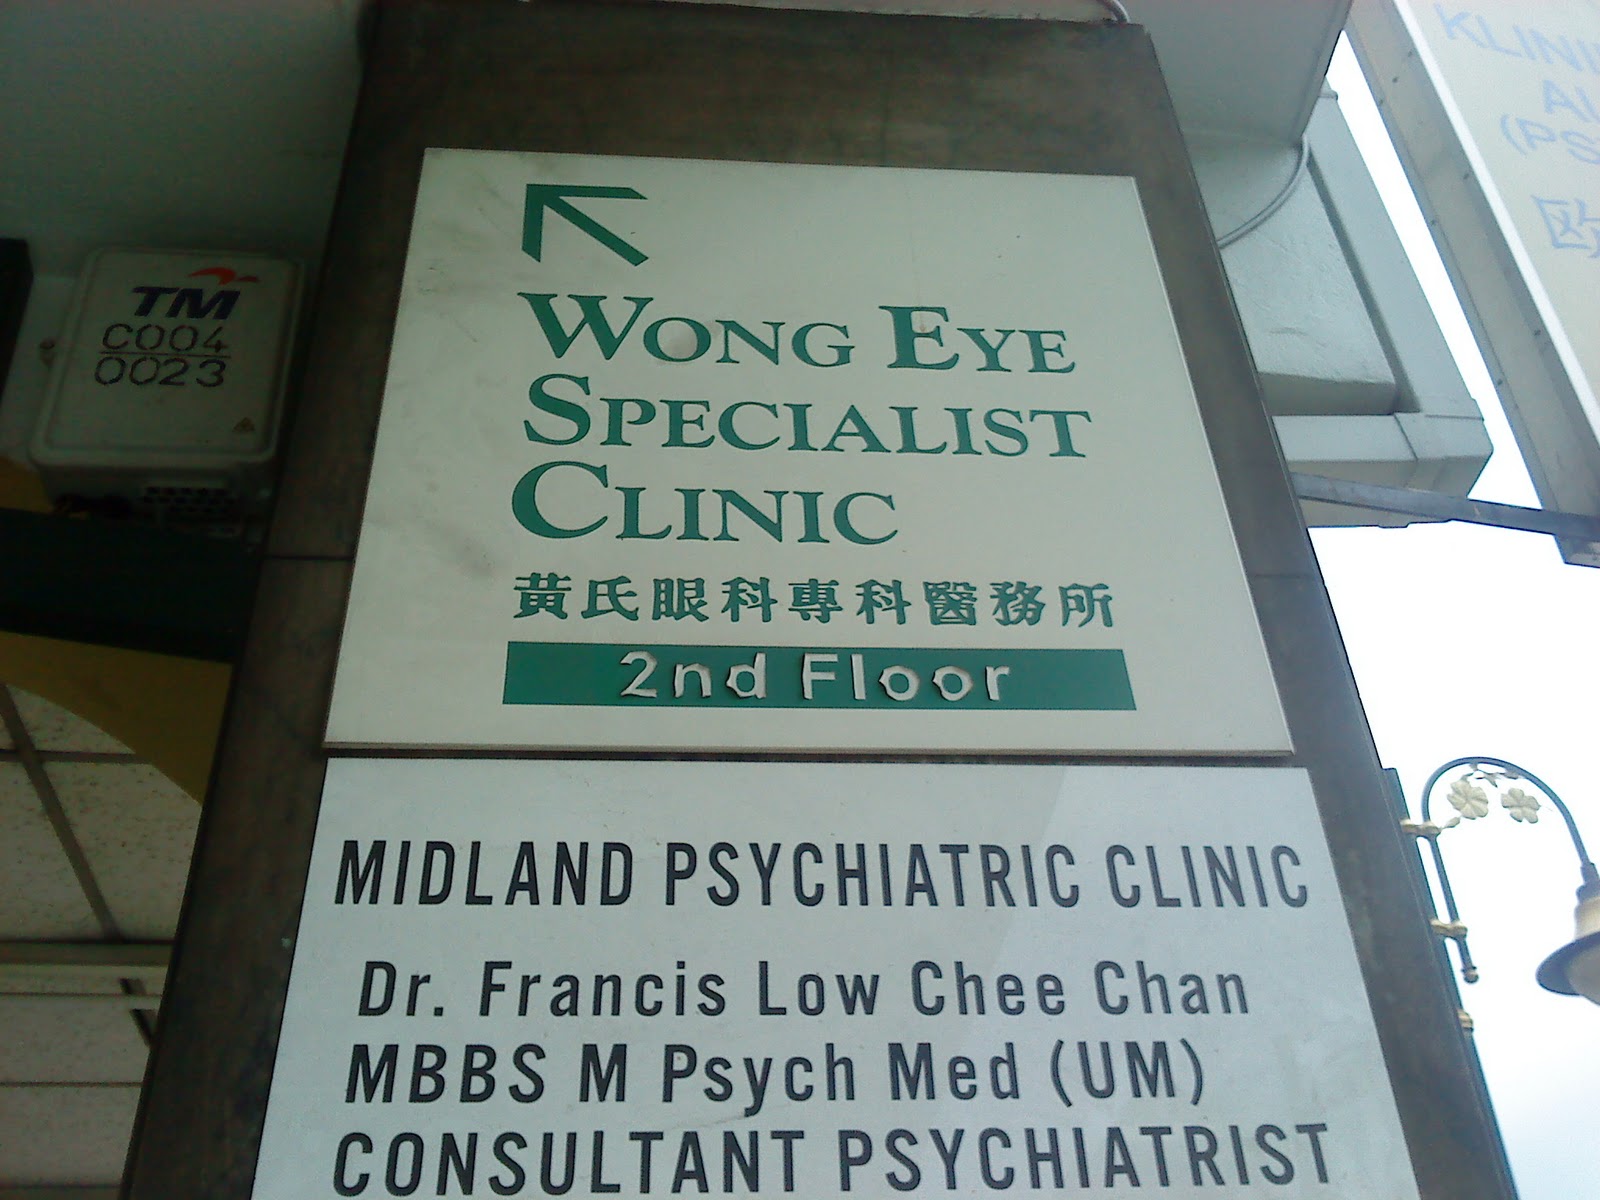 TM
C004
0023
WONG EYE
SPECIALIST
CLINIC
黃氏眼科專科醫務所
2nd Floor
MIDLAND PSYCHIATRIC CLINIC
Dr. Francis Low Chee Chan
MBBS M Psych Med (UM)
CONSULTANT PSYCHIATRIST